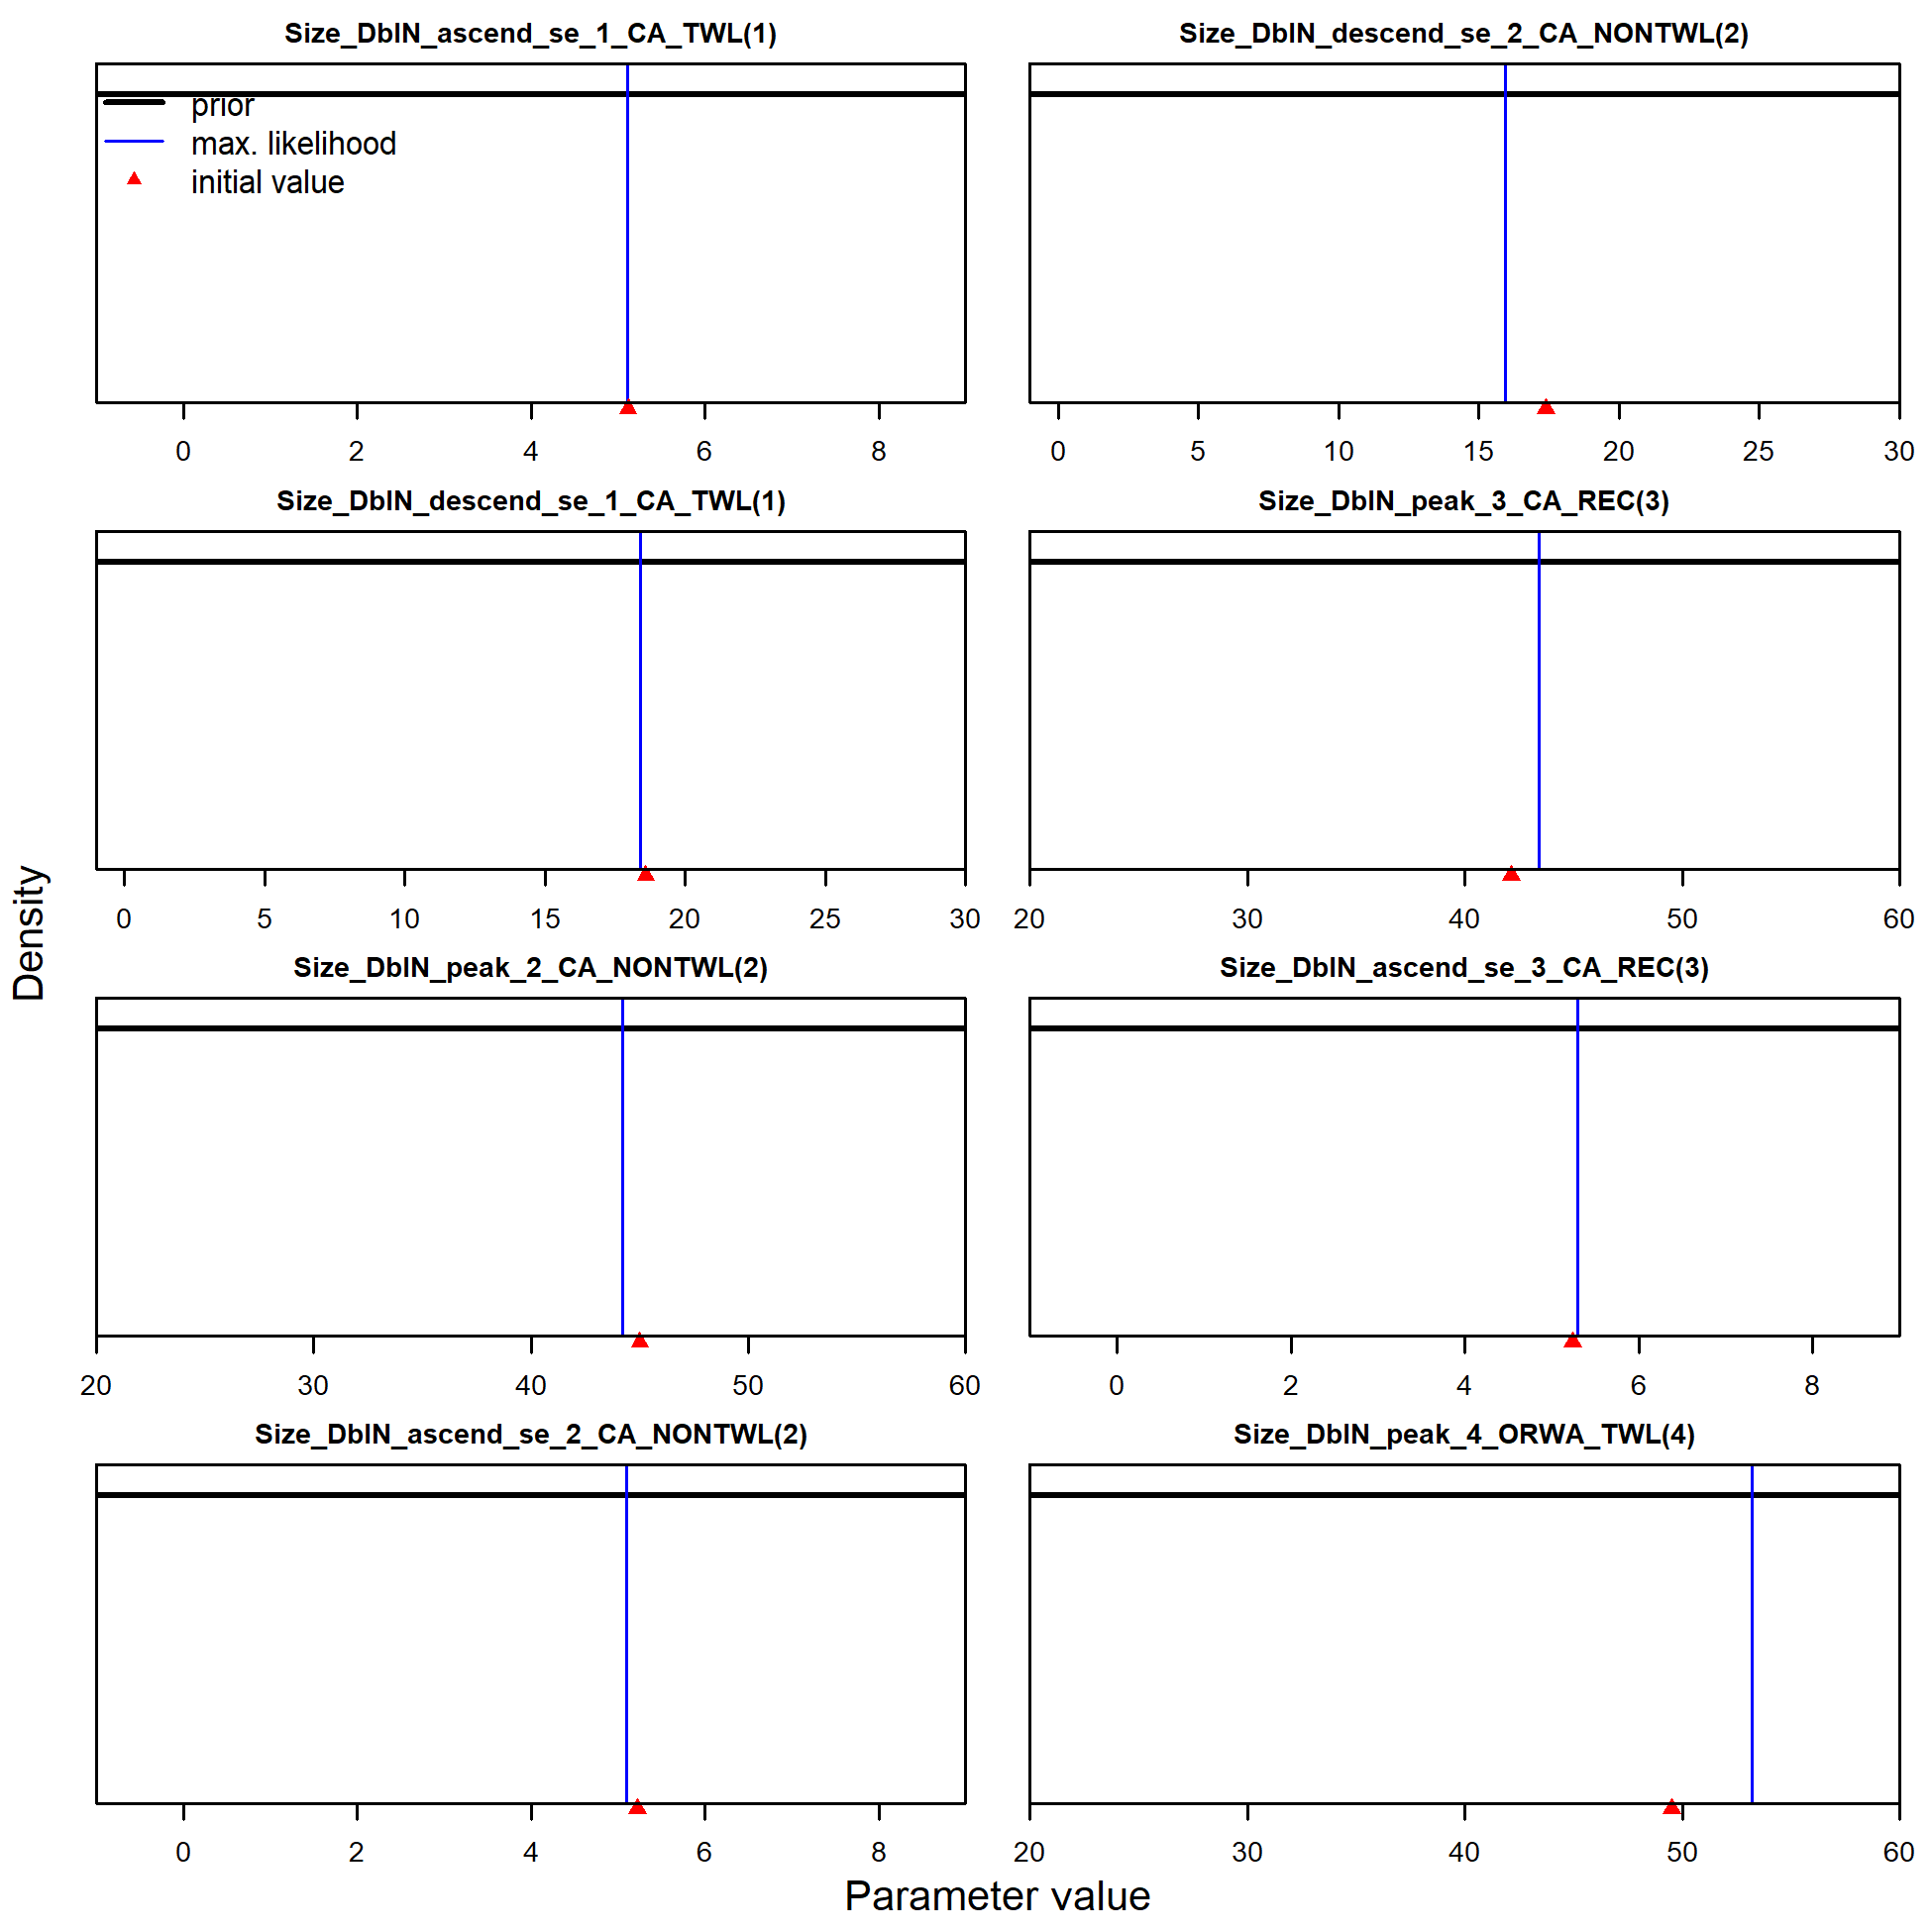 Size_DblN_ascend_se_1_CA_TWL(1)
prior
max. likelihood
initial value
0 2 4 6 8
Size_DblN_descend_se_2_CA_NONTWL(2)
0 5 10 15 20 25 30
Size_DblN_descend_se_1_CA_TWL(1)
0 5 10 15 20 25 30
Size_DblN_peak_3_CA_REC(3)
20 30 40 50 60
Size_DblN_peak_2_CA_NONTWL(2)
20 30 40 50 60
Size_DblN_ascend_se_3_CA_REC(3)
0 2 4 6 8
Size_DblN_ascend_se_2_CA_NONTWL(2)
0 2 4 6 8
Size_DblN_peak_4_ORWA_TWL(4)
20 30 40 50 60
Density
Parameter value